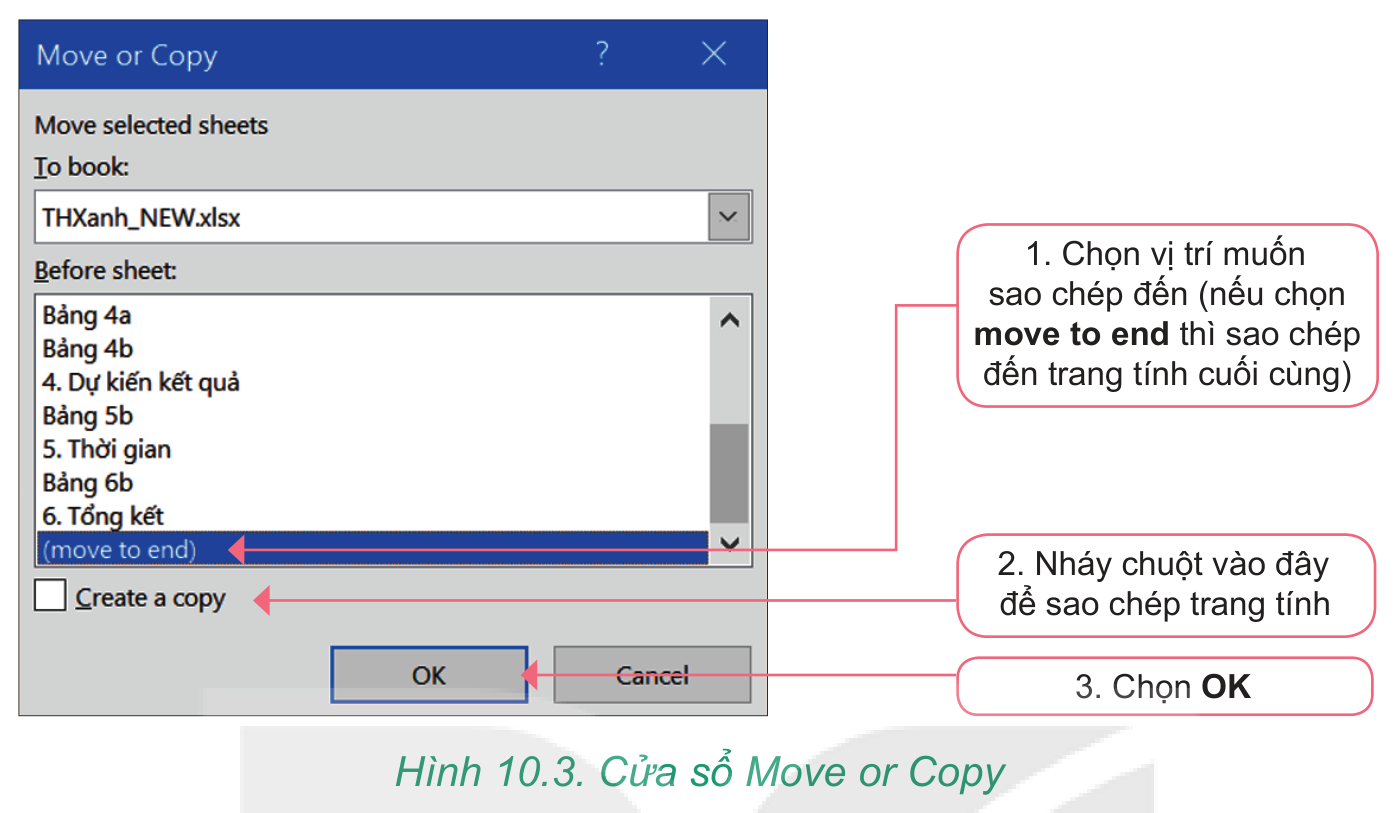 Move or Copy
Move selected sheets
To book:
THXanh_NEW.xlsx
Before sheet:
Bảng 4a
Bảng 4b
4. Dự kiến kết quả
Bảng 5b
5. Thời gian
Bảng 6b
6. Tổng kết
(move to end)
Create a copy
OK
Cancel
1. Chọn vị trí muốn
sao chép đến (nếu chọn
move to end thì sao chép
đến trang tính cuối cùng)
2. Nháy chuột vào đây
để sao chép trang tính
3. Chọn OK
Hình 10.3. Cửa sổ Move or Copy